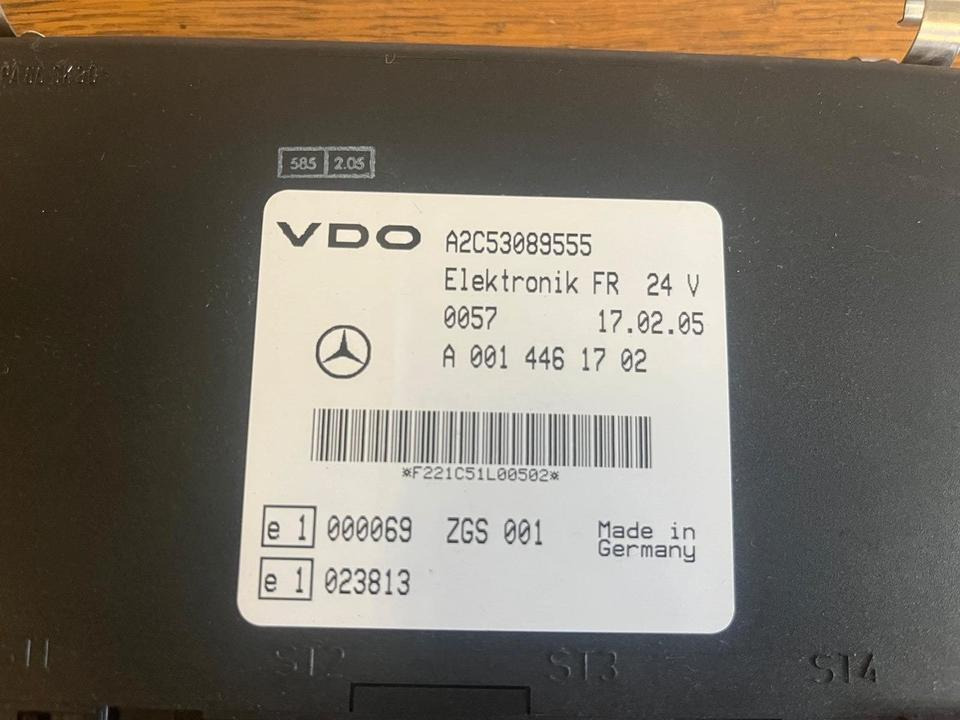 585 2.05
VDO A2C53089555
Elektronik FR 24 V
0057 17.02.05
A 001 446 17 02
*F221C51L00502*
e 1 000069 ZGS 001 Made in
Germany
e 1 023813
ST2 ST3 ST4